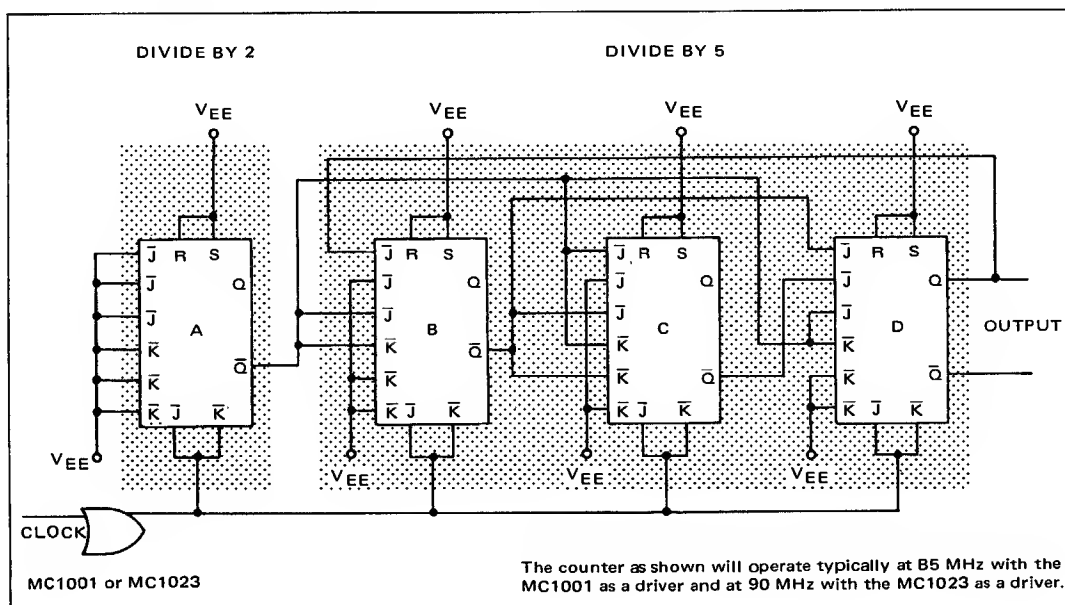 DIVIDE BY 2
DIVIDE BY 5
VEE VEE VEE VEE
J̅ R S Q
J̅
J̅
A
K̅
K̅ Q̅
K̅ J̅ K̅
VEE
J̅ R S Q
J̅
J̅
B
K̅
K̅ Q̅
K̅ J̅ K̅
VEE
J̅ R S Q
J̅
J̅
C
K̅
K̅ Q̅
K̅ J̅ K̅
VEE
J̅ R S Q
J̅
J̅
D
K̅
K̅ Q̅
K̅ J̅ K̅
VEE
OUTPUT
CLOCK
MC1001 or MC1023
The counter as shown will operate typically at B5 MHz with the
MC1001 as a driver and at 90 MHz with the MC1023 as a driver.